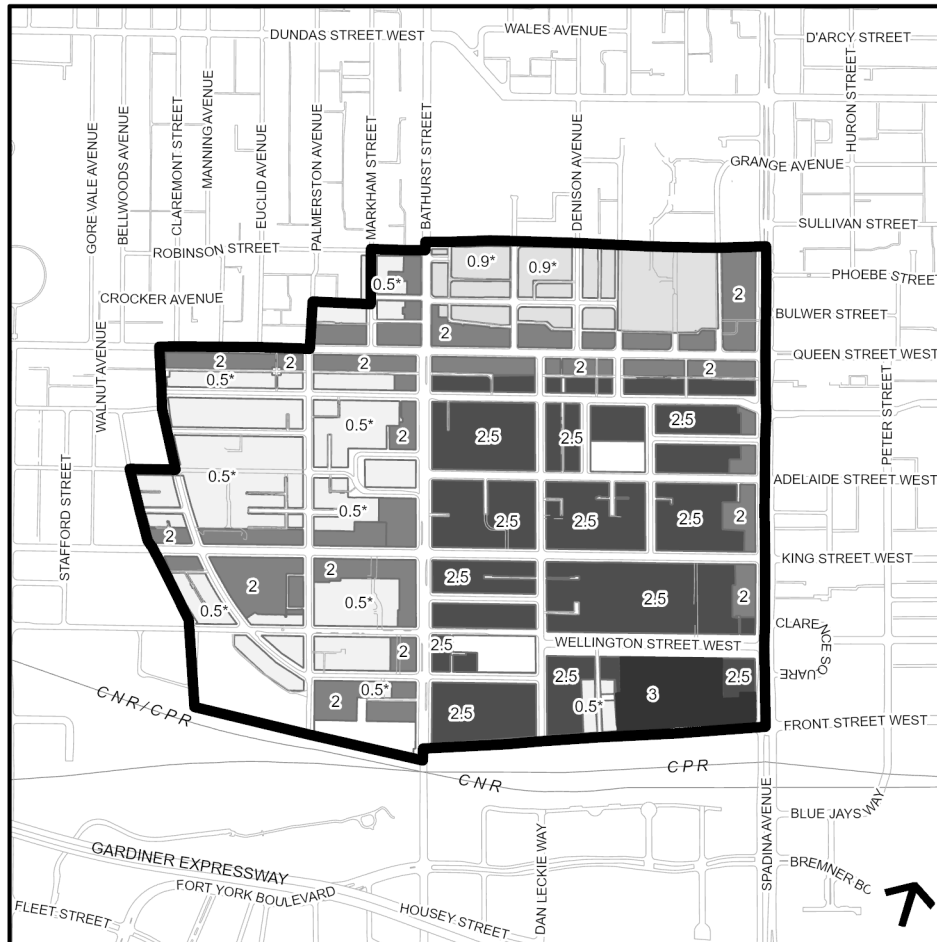 DUNDAS STREET WEST
WALES AVENUE
D'ARCY STREET
HURON STREET
GORE VALE AVENUE
BELLWOODS AVENUE
CLAREMONT STREET
MANNING AVENUE
EUCLID AVENUE
PALMERSTON AVENUE
MARKHAM STREET
BATHURST STREET
DENISON AVENUE
GRANGE AVENUE
SULLIVAN STREET
ROBINSON STREET
PHOEBE STREET
CROCKER AVENUE
BULWER STREET
WALNUT AVENUE
QUEEN STREET WEST
PETER STREET
STAFFORD STREET
ADELAIDE STREET WEST
KING STREET WEST
CLARENCE SQUARE
WELLINGTON STREET WEST
FRONT STREET WEST
0.9*
0.9*
0.5*
2
2
2
2
2
2
2
0.5*
0.5*
2
2.5
2.5
2.5
0.5*
0.5*
2.5
2.5
2.5
2
2
2
2
2.5
2.5
2
0.5*
0.5*
2.5
2
2.5
3
2.5
0.5*
2
2.5
0.5*
CNR/CPR
CNR
CPR
SPADINA AVENUE
BLUE JAYS WAY
DAN LECKIE WAY
BREMNER BO
GARDINER EXPRESSWAY
FORT YORK BOULEVARD
FLEET STREET
HOUSEY STREET